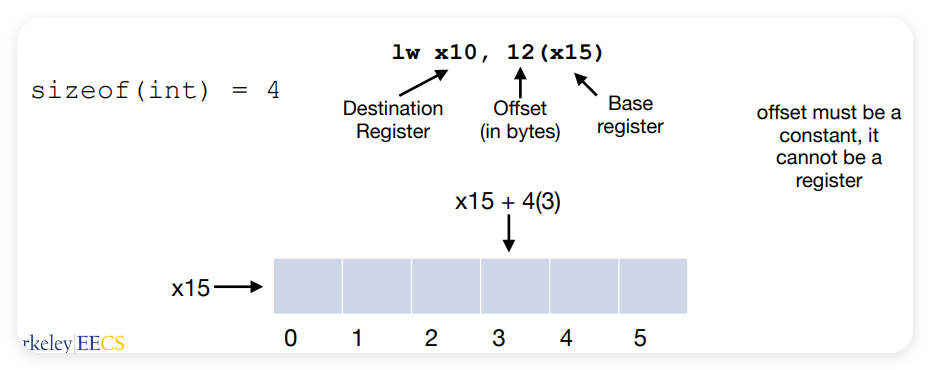 lw x10, 12(x15)
sizeof(int) = 4
Destination
Register
Offset
(in bytes)
Base
register
offset must be a
constant, it
cannot be a
register
x15 + 4(3)
x15
0 1 2 3 4 5
rkeley EECS